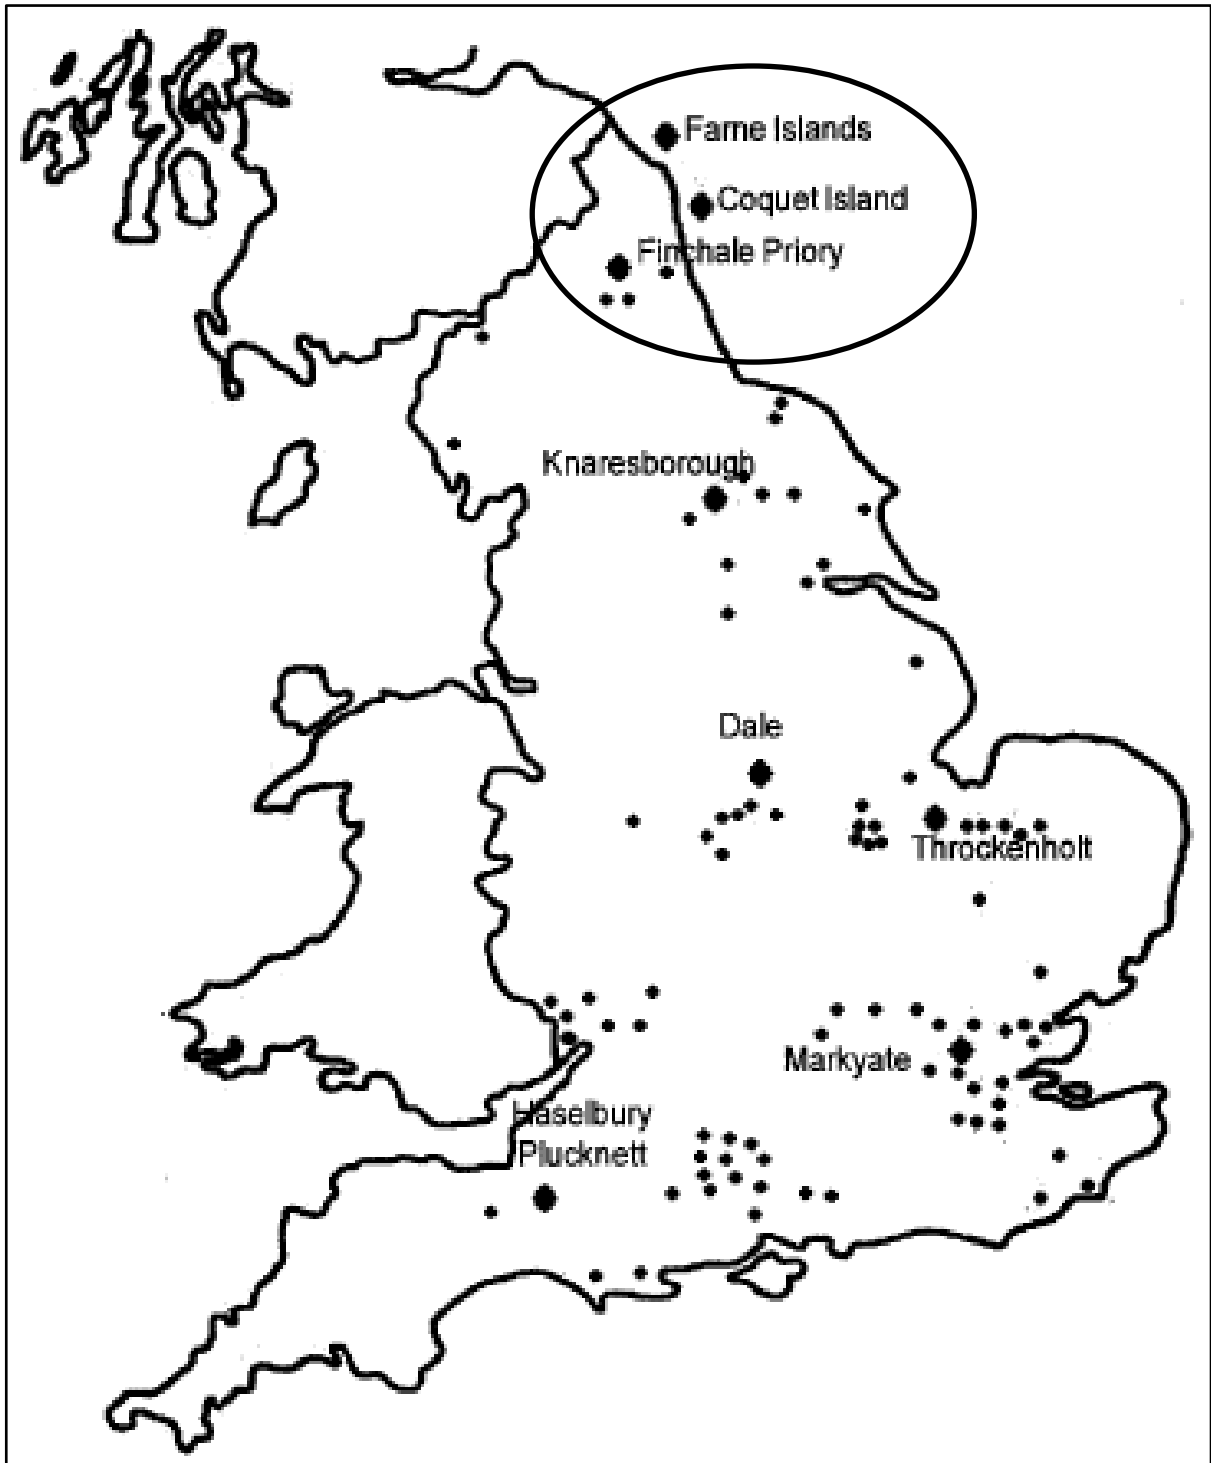 Farne Islands
Coquet Island
Finchale Priory
Knaresborough
Dale
Throckenholt
Markyate
Haselbury
Plucknett